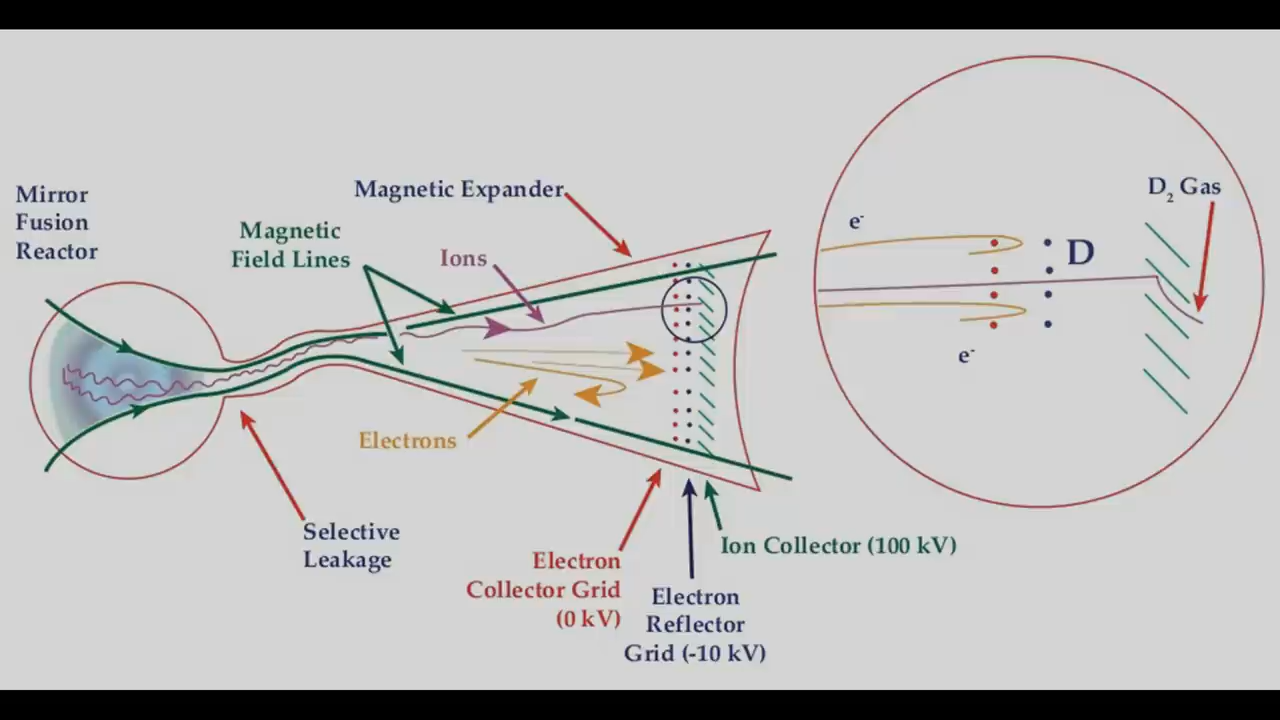 Mirror
Fusion
Reactor
Magnetic Expander
Magnetic
Field Lines
Ions
Electrons
Selective
Leakage
Electron
Collector Grid
(0 kV)
Electron
Reflector
Grid (-10 kV)
Ion Collector (100 kV)
e⁻
D
D₂ Gas
e⁻